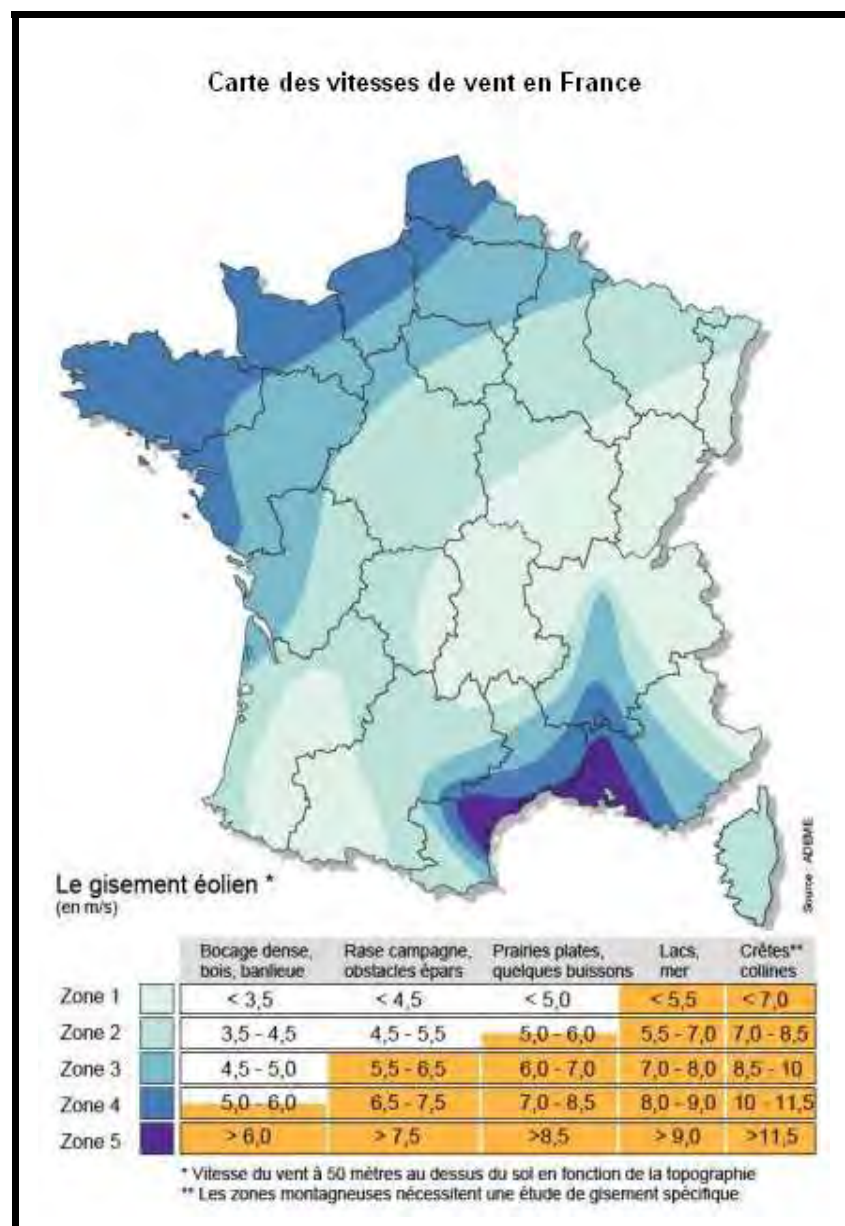 Carte des vitesses de vent en France
Source - ADEME
Le gisement éolien *
(en m/s)
Bocage dense, bois, banlieue | Rase campagne, obstacles épars | Prairies plates, quelques buissons | Lacs, mer | Crêtes** collines
Zone 1 < 3,5 < 4,5 < 5,0 < 5,5 < 7,0
Zone 2 3,5 - 4,5 4,5 - 5,5 5,0 - 6,0 5,5 - 7,0 7,0 - 8,5
Zone 3 4,5 - 5,0 5,5 - 6,5 6,0 - 7,0 7,0 - 8,0 8,5 - 10
Zone 4 5,0 - 6,0 6,5 - 7,5 7,0 - 8,5 8,0 - 9,0 10 - 11,5
Zone 5 > 6,0 > 7,5 >8,5 > 9,0 >11,5
* Vitesse du vent à 50 mètres au dessus du sol en fonction de la topographie
** Les zones montagneuses nécessitent une étude de gisement spécifique